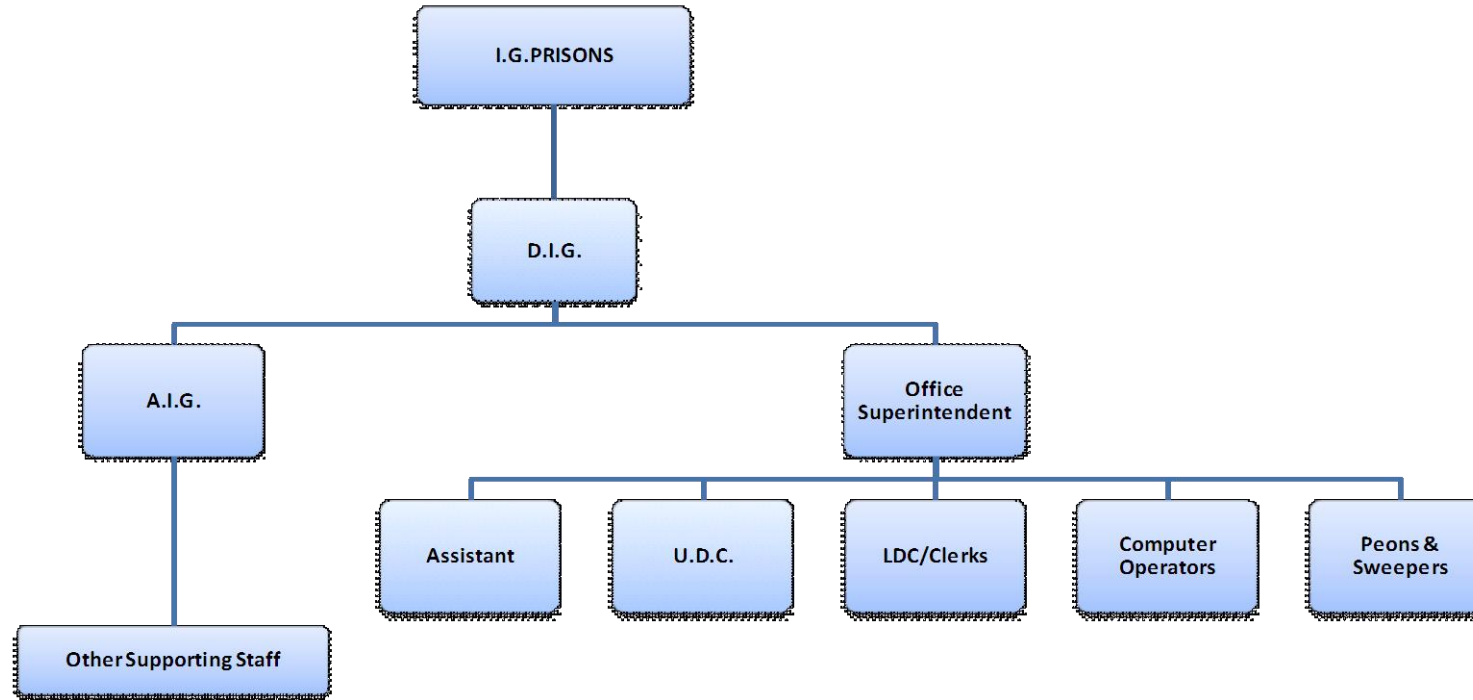 I.G.PRISONS
D.I.G.
A.I.G.
Office
Superintendent
Assistant
U.D.C.
LDC/Clerks
Computer
Operators
Peons &
Sweepers
Other Supporting Staff